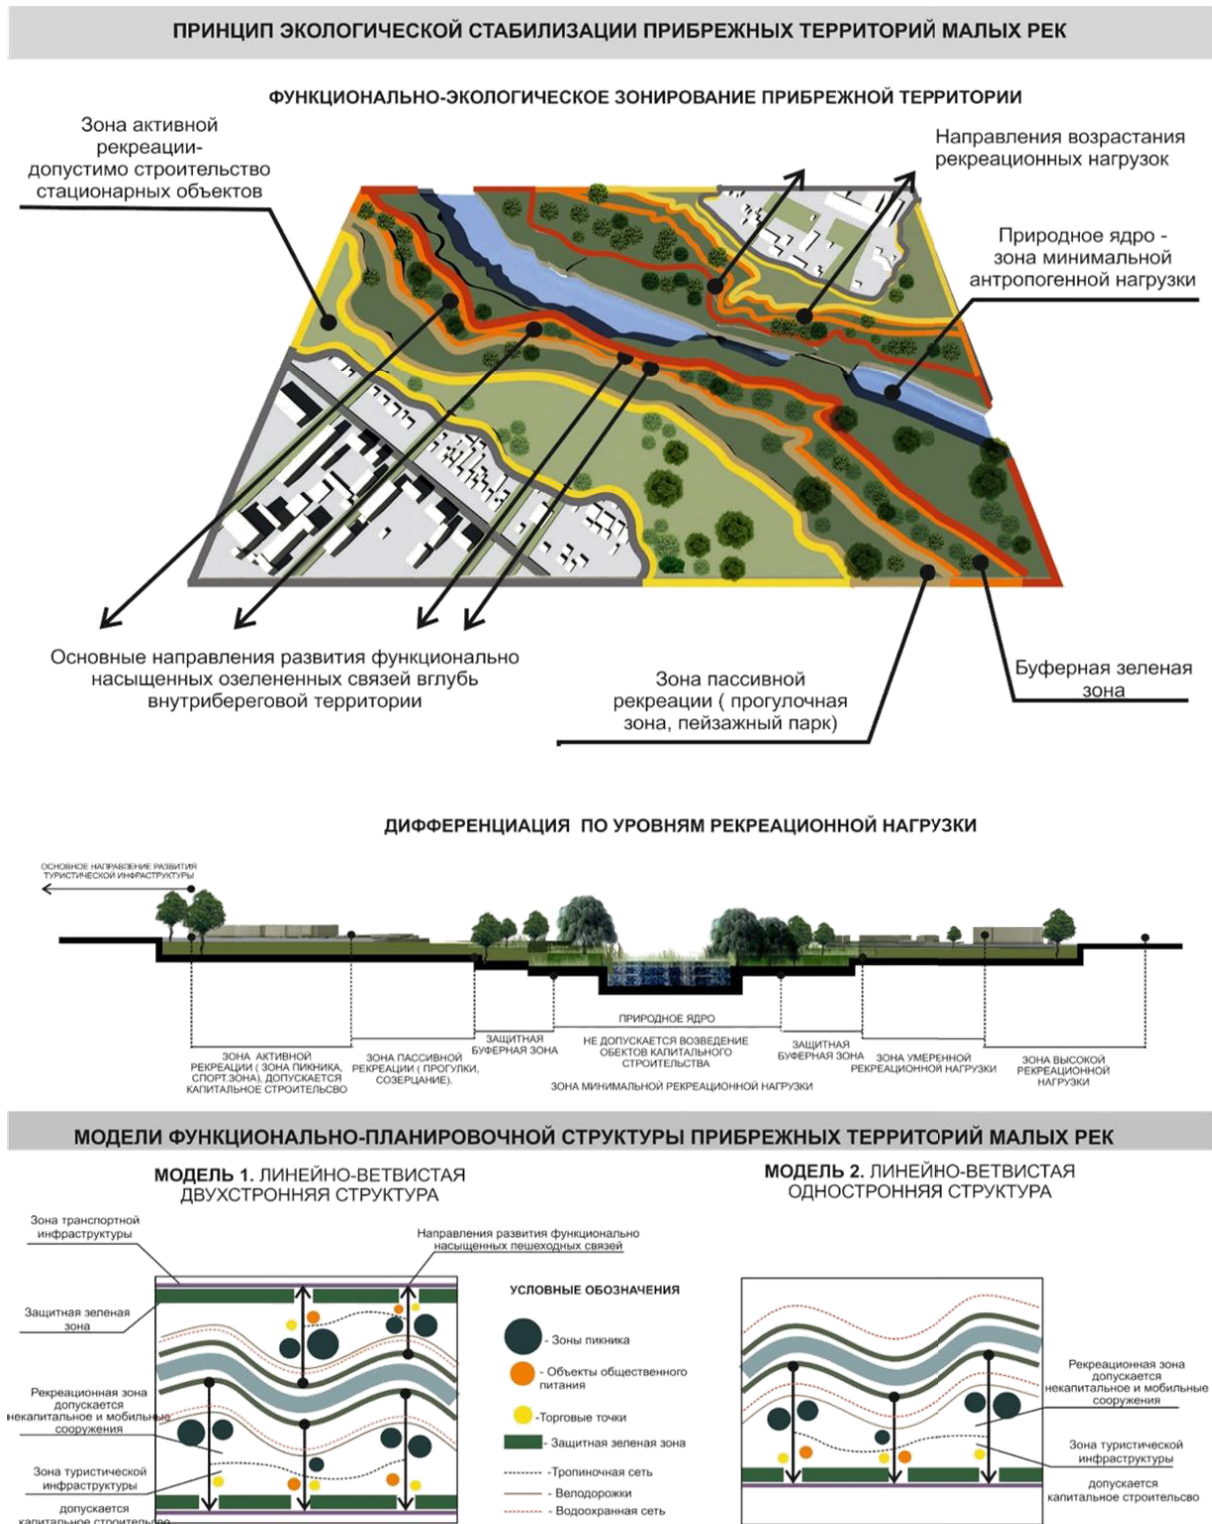 ПРИНЦИП ЭКОЛОГИЧЕСКОЙ СТАБИЛИЗАЦИИ ПРИБРЕЖНЫХ ТЕРРИТОРИЙ МАЛЫХ РЕК
ФУНКЦИОНАЛЬНО-ЭКОЛОГИЧЕСКОЕ ЗОНИРОВАНИЕ ПРИБРЕЖНОЙ ТЕРРИТОРИИ
Зона активной
рекреации-
допустимо строительство
стационарных объектов
Направления возрастания
рекреационных нагрузок
Природное ядро -
зона минимальной
антропогенной нагрузки
Основные направления развития функционально
насыщенных озелененных связей вглубь
внутрибереговой территории
Зона пассивной
рекреации ( прогулочная
зона, пейзажный парк)
Буферная зеленая
зона
ДИФФЕРЕНЦИАЦИЯ ПО УРОВНЯМ РЕКРЕАЦИОННОЙ НАГРУЗКИ
ОСНОВНОЕ НАПРАВЛЕНИЕ РАЗВИТИЯ
ТУРИСТИЧЕСКОЙ ИНФРАСТРУКТУРЫ
ЗОНА АКТИВНОЙ
РЕКРЕАЦИИ ( ЗОНА ПИКНИКА,
СПОРТ.ЗОНА), ДОПУСКАЕТСЯ
КАПИТАЛЬНОЕ СТРОИТЕЛЬСВО
ЗОНА ПАССИВНОЙ
РЕКРЕАЦИИ ( ПРОГУЛКИ,
СОЗЕРЦАНИЕ).
ЗАЩИТНАЯ
БУФЕРНАЯ ЗОНА
ПРИРОДНОЕ ЯДРО
НЕ ДОПУСКАЕТСЯ ВОЗВЕДЕНИЕ
ОБЕКТОВ КАПИТАЛЬНОГО
СТРОИТЕЛЬСТВА
ЗОНА МИНИМАЛЬНОЙ РЕКРЕАЦИОННОЙ НАГРУЗКИ
ЗАЩИТНАЯ
БУФЕРНАЯ ЗОНА
ЗОНА УМЕРЕННОЙ
РЕКРЕАЦИОННОЙ НАГРУЗКИ
ЗОНА ВЫСОКОЙ
РЕКРЕАЦИОННОЙ
НАГРУЗКИ
МОДЕЛИ ФУНКЦИОНАЛЬНО-ПЛАНИРОВОЧНОЙ СТРУКТУРЫ ПРИБРЕЖНЫХ ТЕРРИТОРИЙ МАЛЫХ РЕК
МОДЕЛЬ 1. ЛИНЕЙНО-ВЕТВИСТАЯ
ДВУХСТРОННЯЯ СТРУКТУРА
МОДЕЛЬ 2. ЛИНЕЙНО-ВЕТВИСТАЯ
ОДНОСТРОННЯЯ СТРУКТУРА
Зона транспортной
инфраструктуры
Направления развития функционально
насыщенных пешеходных связей
Защитная зеленая
зона
Рекреационная зона
допускается
некапитальное и мобильные
сооружения
Зона туристической
инфраструктуры
допускается
капитальное строительсво
УСЛОВНЫЕ ОБОЗНАЧЕНИЯ
- Зоны пикника
- Объекты общественного
питания
-Торговые точки
- Защитная зеленая зона
- Тропиночная сеть
- Велодорожки
- Водоохранная сеть
Рекреационная зона
допускается
некапитальное и мобильные
сооружения
Зона туристической
инфраструктуры
допускается
капитальное строительсво